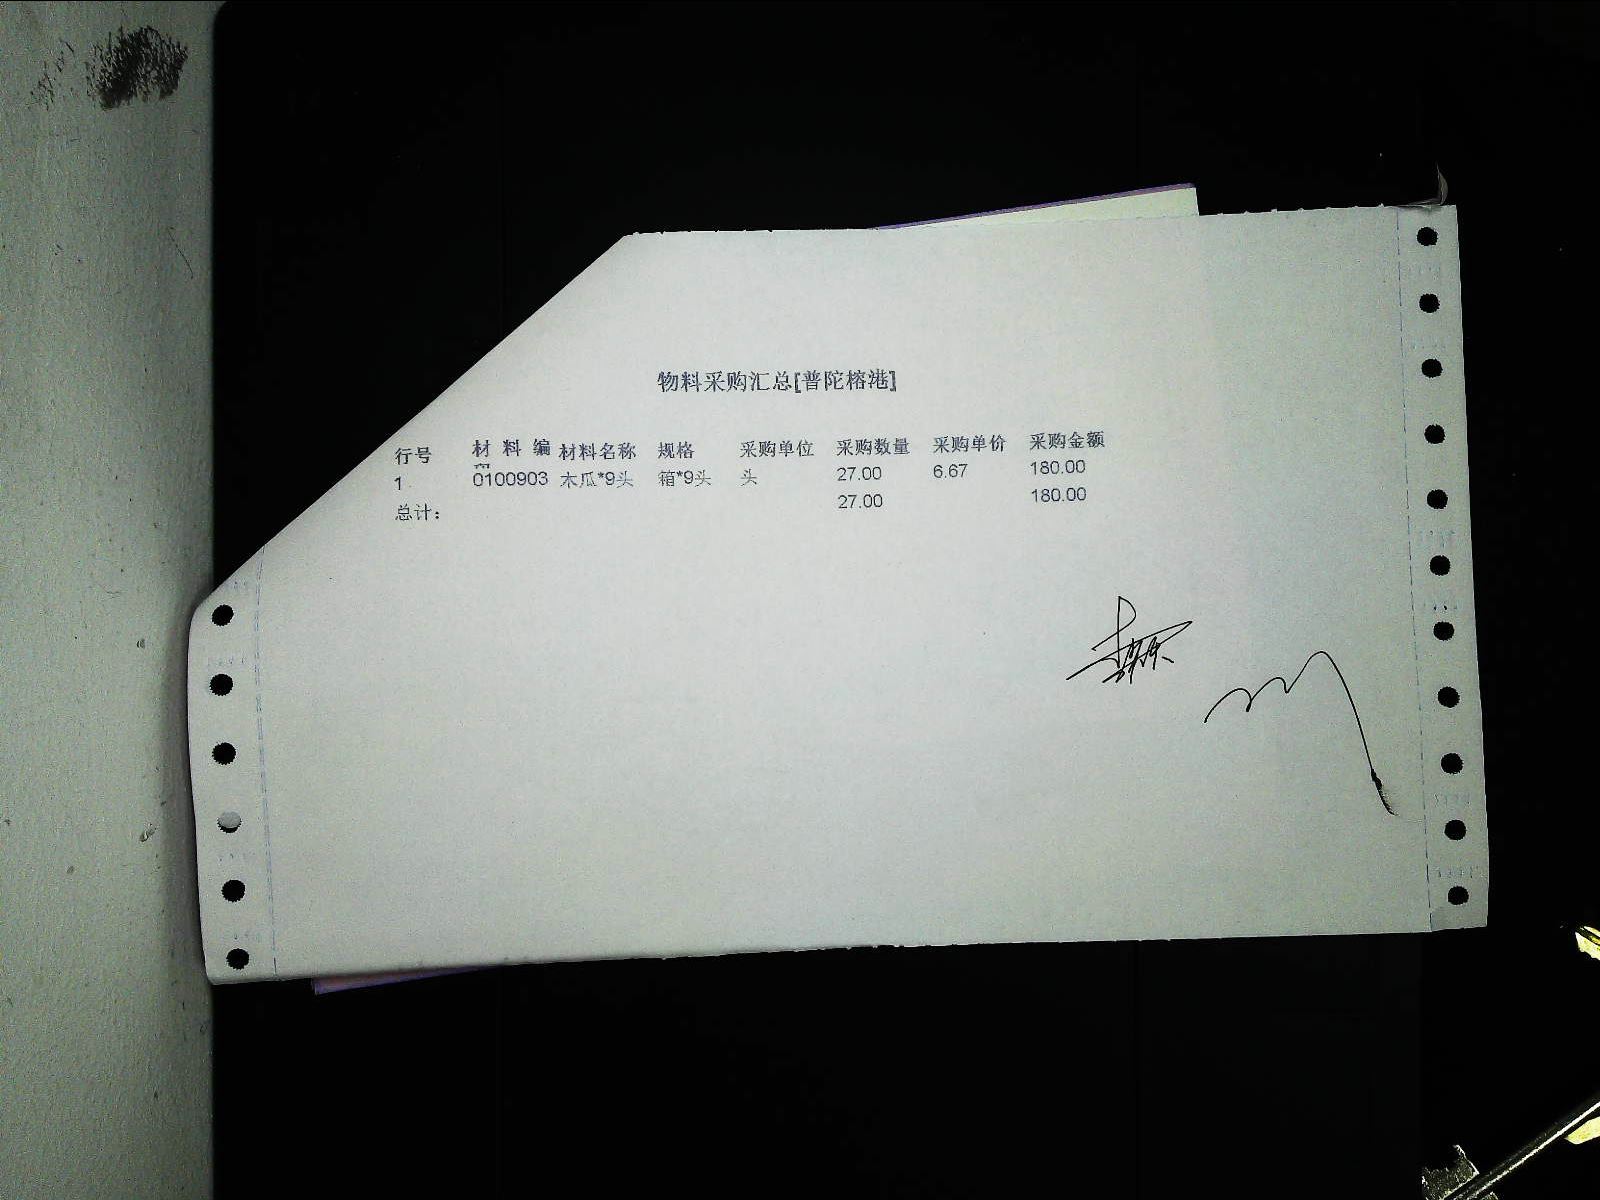 物料采购汇总[普陀榕港]
行号 材料编 材料名称 规格 采购单位 采购数量 采购单价 采购金额
1 0100903 木瓜*9头 箱*9头 头 27.00 6.67 180.00
总计： 27.00 180.00